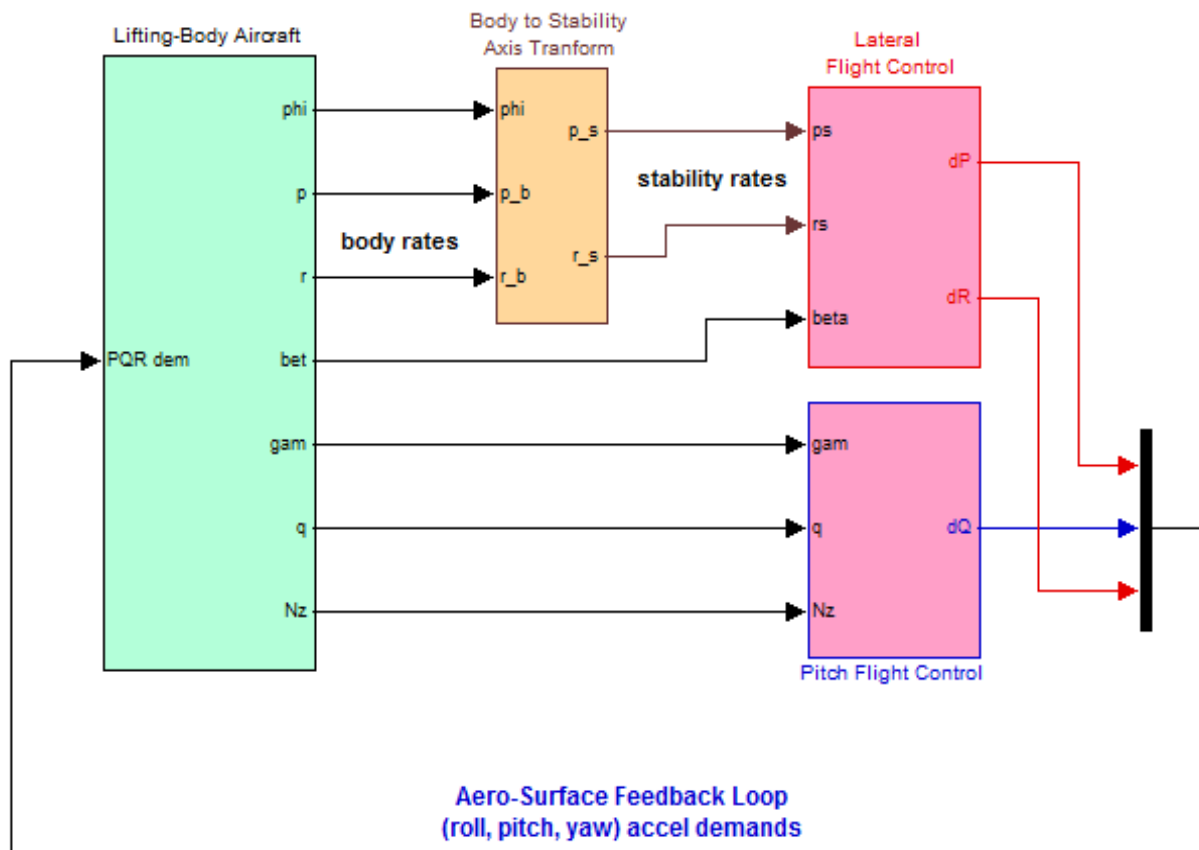 Lifting-Body Aircraft
Body to Stability
Axis Tranform
Lateral
Flight Control
phi
p
r
bet
gam
q
Nz
PQR dem
body rates
phi
p_b
r_b
p_s
r_s
stability rates
ps
rs
beta
dP
dR
gam
q
Nz
dQ
Pitch Flight Control
Aero-Surface Feedback Loop
(roll, pitch, yaw) accel demands